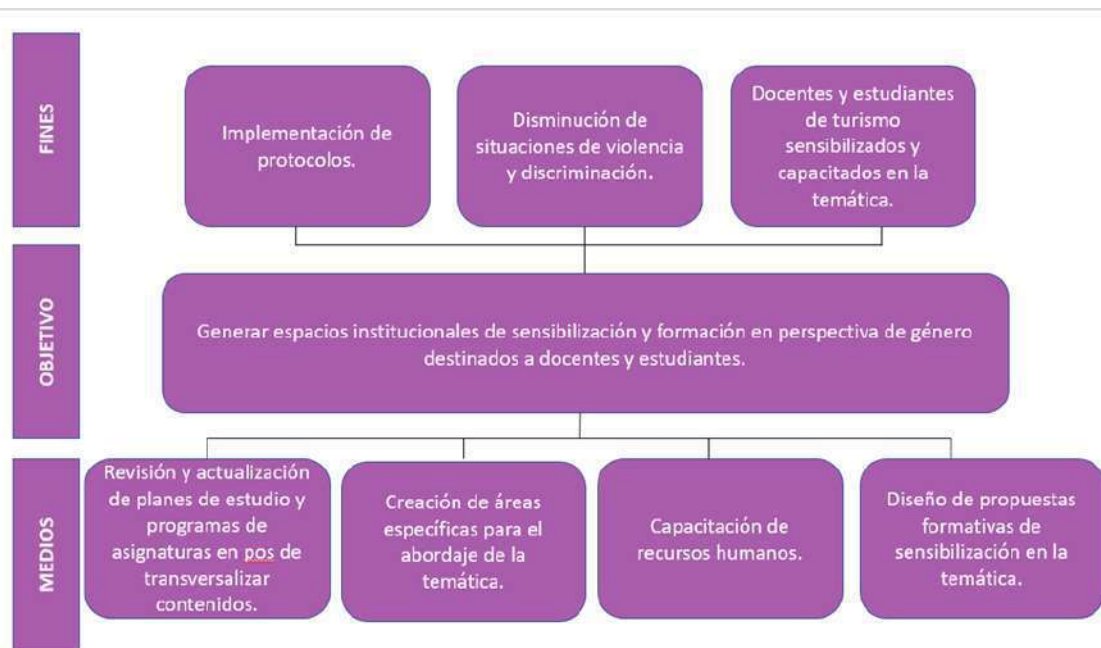 FINES
Implementación de
protocolos.
Disminución de
situaciones de violencia
y discriminación.
Docentes y estudiantes
de turismo
sensibilizados y
capacitados en la
temática.
OBJETIVO
Generar espacios institucionales de sensibilización y formación en perspectiva de género
destinados a docentes y estudiantes.
MEDIOS
Revisión y actualización
de planes de estudio y
programas de
asignaturas en pos de
transversalizar
contenidos.
Creación de áreas
específicas para el
abordaje de la
temática.
Capacitación de
recursos humanos.
Diseño de propuestas
formativas de
sensibilización en la
temática.